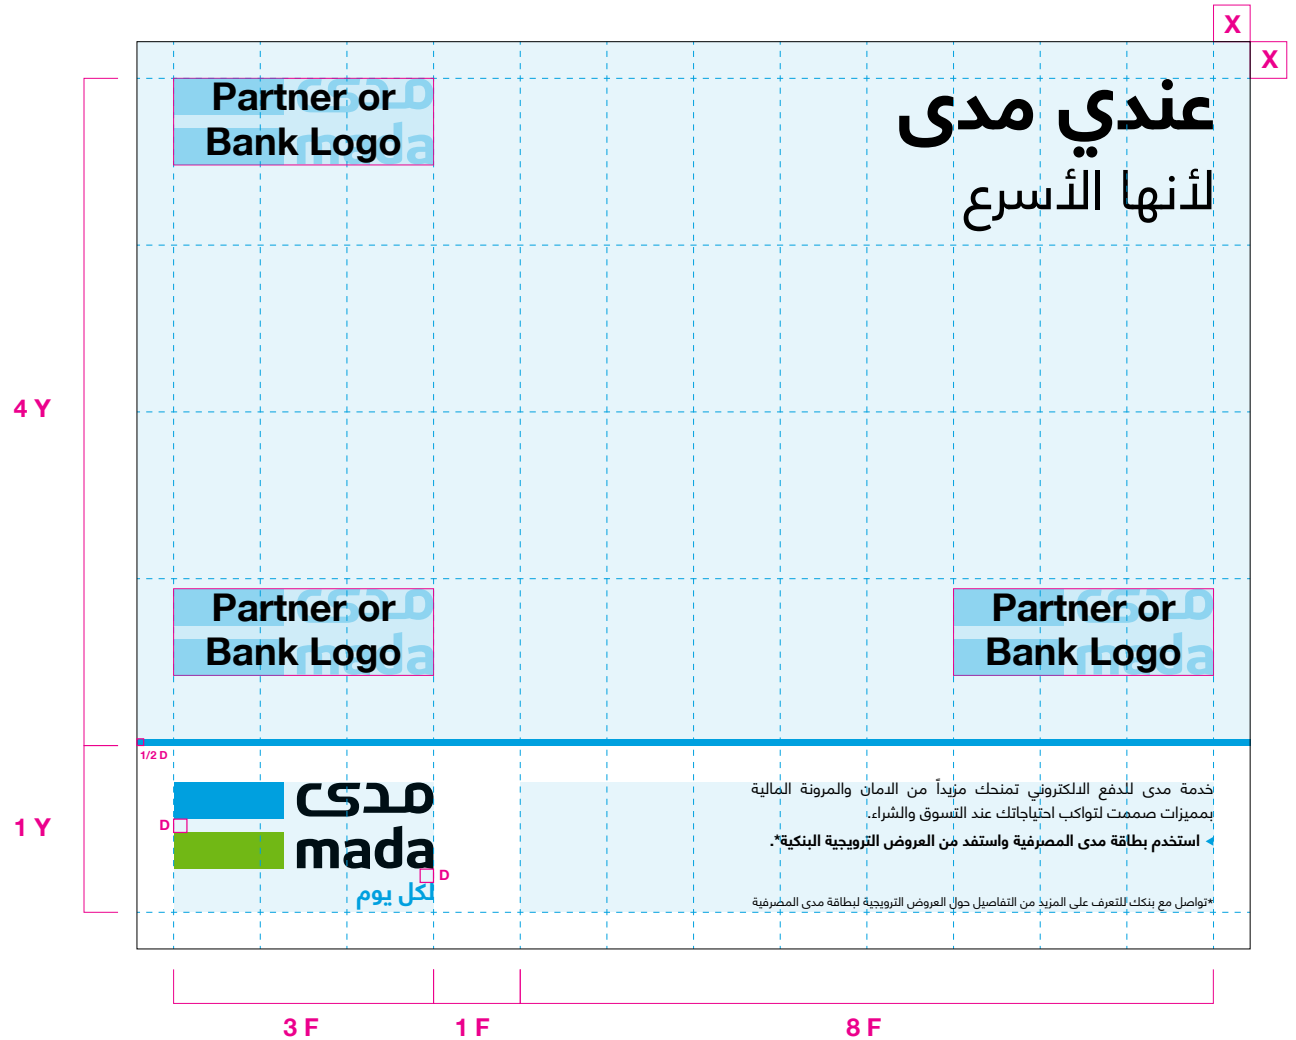 X
X
Partner or
Bank Logo
عندي مدى
لأنها الأسرع
4 Y
Partner or
Bank Logo
Partner or
Bank Logo
1/2 D
1 Y
مدى
mada
D
D
لكل يوم
خدمة مدى للدفع الالكتروني تمنحك مزيداً من الامان والمرونة المالية
بمميزات صممت لتواكب احتياجاتك عند التسوق والشراء.
استخدم بطاقة مدى المصرفية واستفد من العروض الترويجية البنكية*.
*تواصل مع بنكك للتعرف على المزيد من التفاصيل حول العروض الترويجية لبطاقة مدى المصرفية
3 F
1 F
8 F